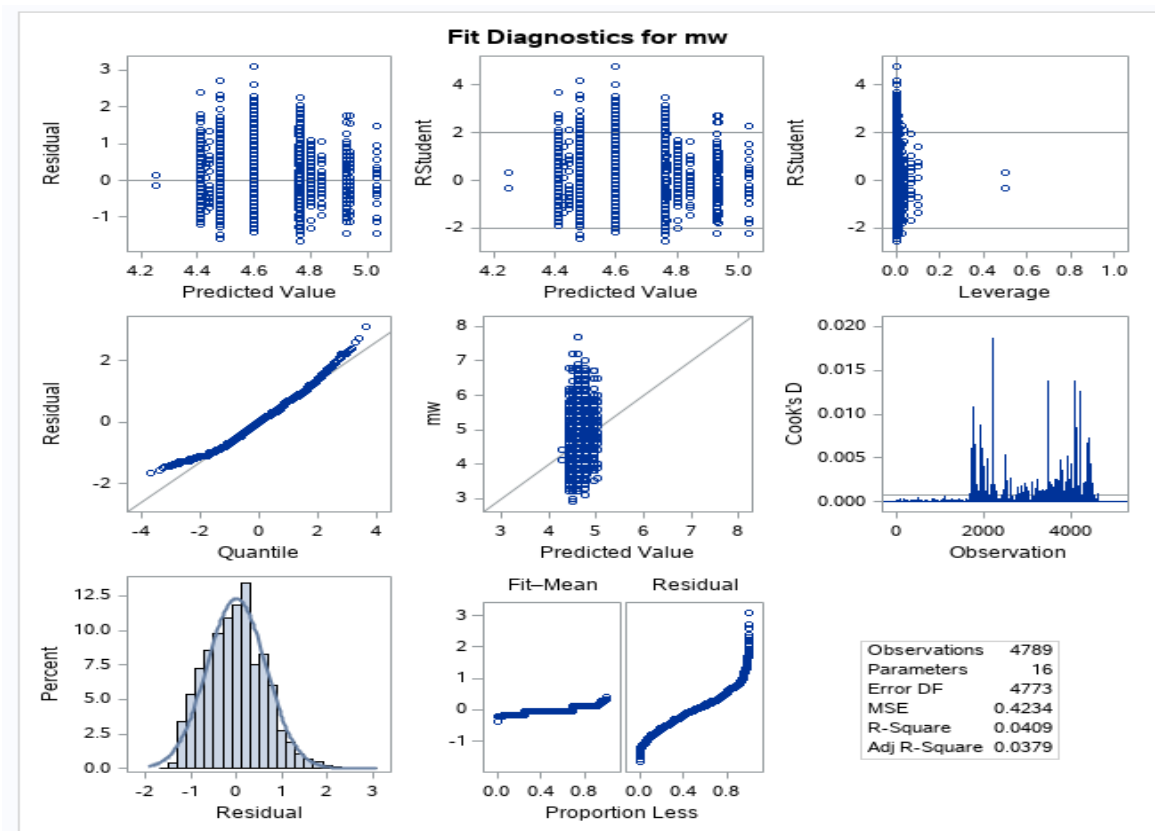 Fit Diagnostics for mw
Residual
3
2
1
0
-1
4.2 4.4 4.6 4.8 5.0
Predicted Value
RStudent
4
2
0
-2
4.2 4.4 4.6 4.8 5.0
Predicted Value
RStudent
4
2
0
-2
0.0 0.2 0.4 0.6 0.8 1.0
Leverage
Residual
2
0
-2
-4 -2 0 2 4
Quantile
mw
8
7
6
5
4
3
3 4 5 6 7 8
Predicted Value
Cook's D
0.020
0.015
0.010
0.005
0.000
0 2000 4000
Observation
Percent
12.5
10.0
7.5
5.0
2.5
0.0
-2 -1 0 1 2 3
Residual
Fit–Mean Residual
3
2
1
0
-1
0.0 0.4 0.8 0.0 0.4 0.8
Proportion Less
Observations 4789
Parameters 16
Error DF 4773
MSE 0.4234
R-Square 0.0409
Adj R-Square 0.0379